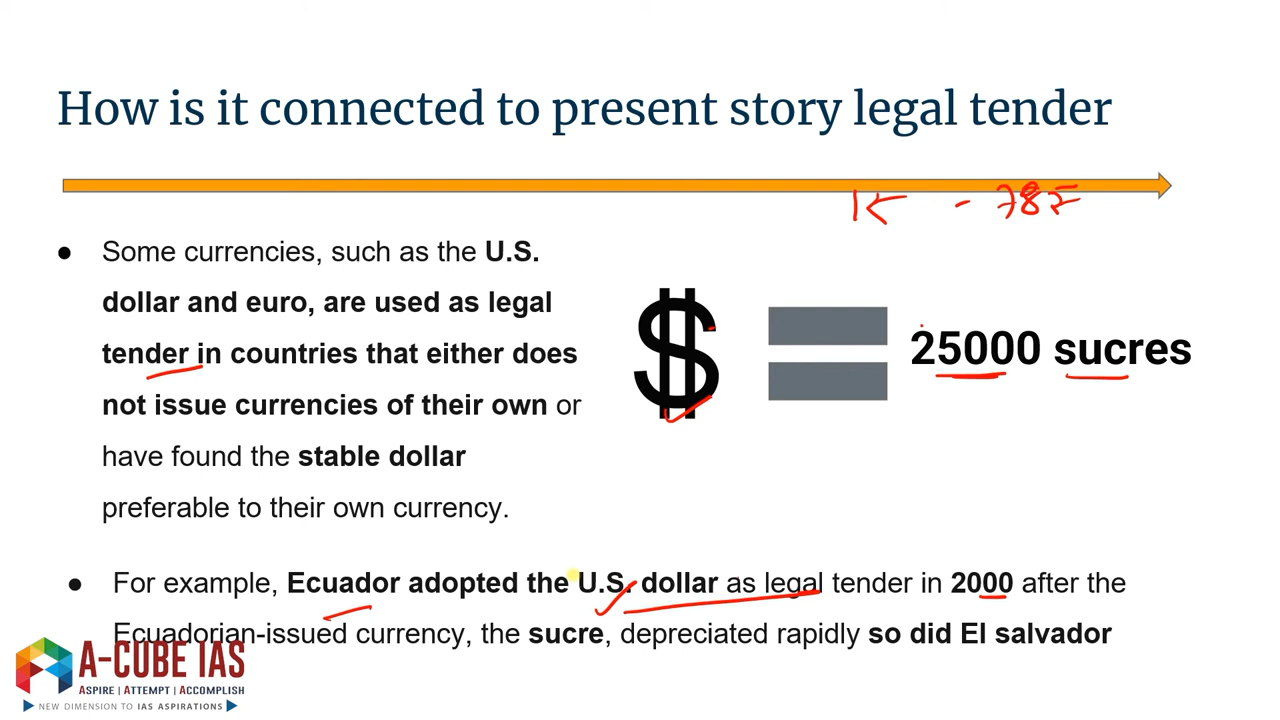 How is it connected to present story legal tender
● Some currencies, such as the U.S.
dollar and euro, are used as legal
tender in countries that either does
not issue currencies of their own or
have found the stable dollar
preferable to their own currency.
$ = 25000 sucres
● For example, Ecuador adopted the U.S. dollar as legal tender in 2000 after the
Ecuadorian-issued currency, the sucre, depreciated rapidly so did El salvador
A-CUBE IAS
ASPIRE | ATTEMPT | ACCOMPLISH
NEW DIMENSION TO IAS ASPIRATIONS